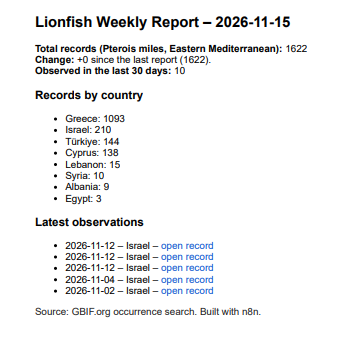 Lionfish Weekly Report – 2026-11-15
Total records (Pterois miles, Eastern Mediterranean): 1622
Change: +0 since the last report (1622).
Observed in the last 30 days: 10
Records by country
• Greece: 1093
• Israel: 210
• Türkiye: 144
• Cyprus: 138
• Lebanon: 15
• Syria: 10
• Albania: 9
• Egypt: 3
Latest observations
• 2026-11-12 – Israel – open record
• 2026-11-12 – Israel – open record
• 2026-11-12 – Israel – open record
• 2026-11-04 – Israel – open record
• 2026-11-02 – Israel – open record
Source: GBIF.org occurrence search. Built with n8n.